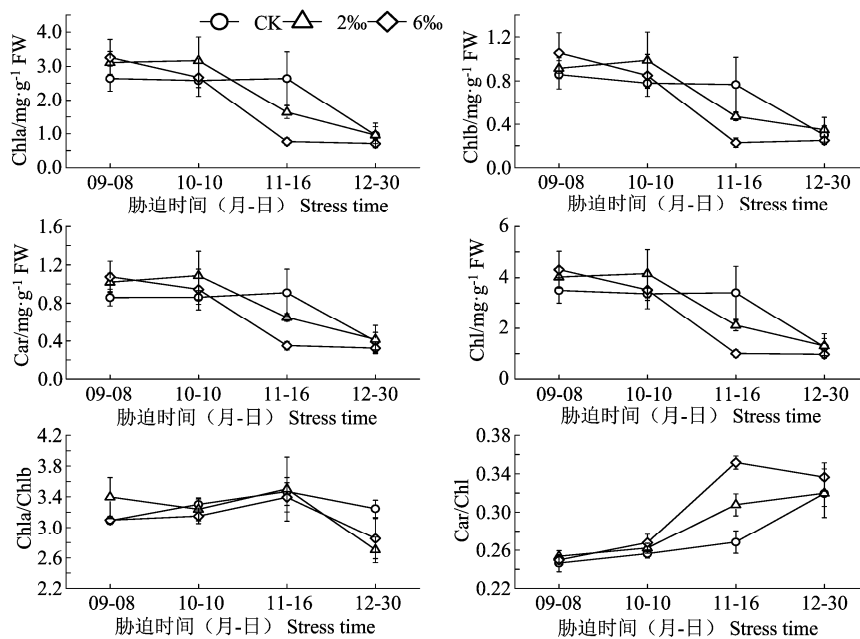 CK 2‰ 6‰
Chla/mg·g⁻¹ FW
4.0
3.0
2.0
1.0
0.0
09-08 10-10 11-16 12-30
胁迫时间（月-日） Stress time
Chlb/mg·g⁻¹ FW
1.2
0.8
0.4
0.0
09-08 10-10 11-16 12-30
胁迫时间（月-日） Stress time
Car/mg·g⁻¹ FW
1.6
1.2
0.8
0.4
0.0
09-08 10-10 11-16 12-30
胁迫时间（月-日） Stress time
Chl/mg·g⁻¹ FW
6
4
2
0
09-08 10-10 11-16 12-30
胁迫时间（月-日） Stress time
Chla/Chlb
4.2
3.8
3.4
3.0
2.6
2.2
09-08 10-10 11-16 12-30
胁迫时间（月-日） Stress time
Car/Chl
0.38
0.34
0.30
0.26
0.22
09-08 10-10 11-16 12-30
胁迫时间（月-日） Stress time